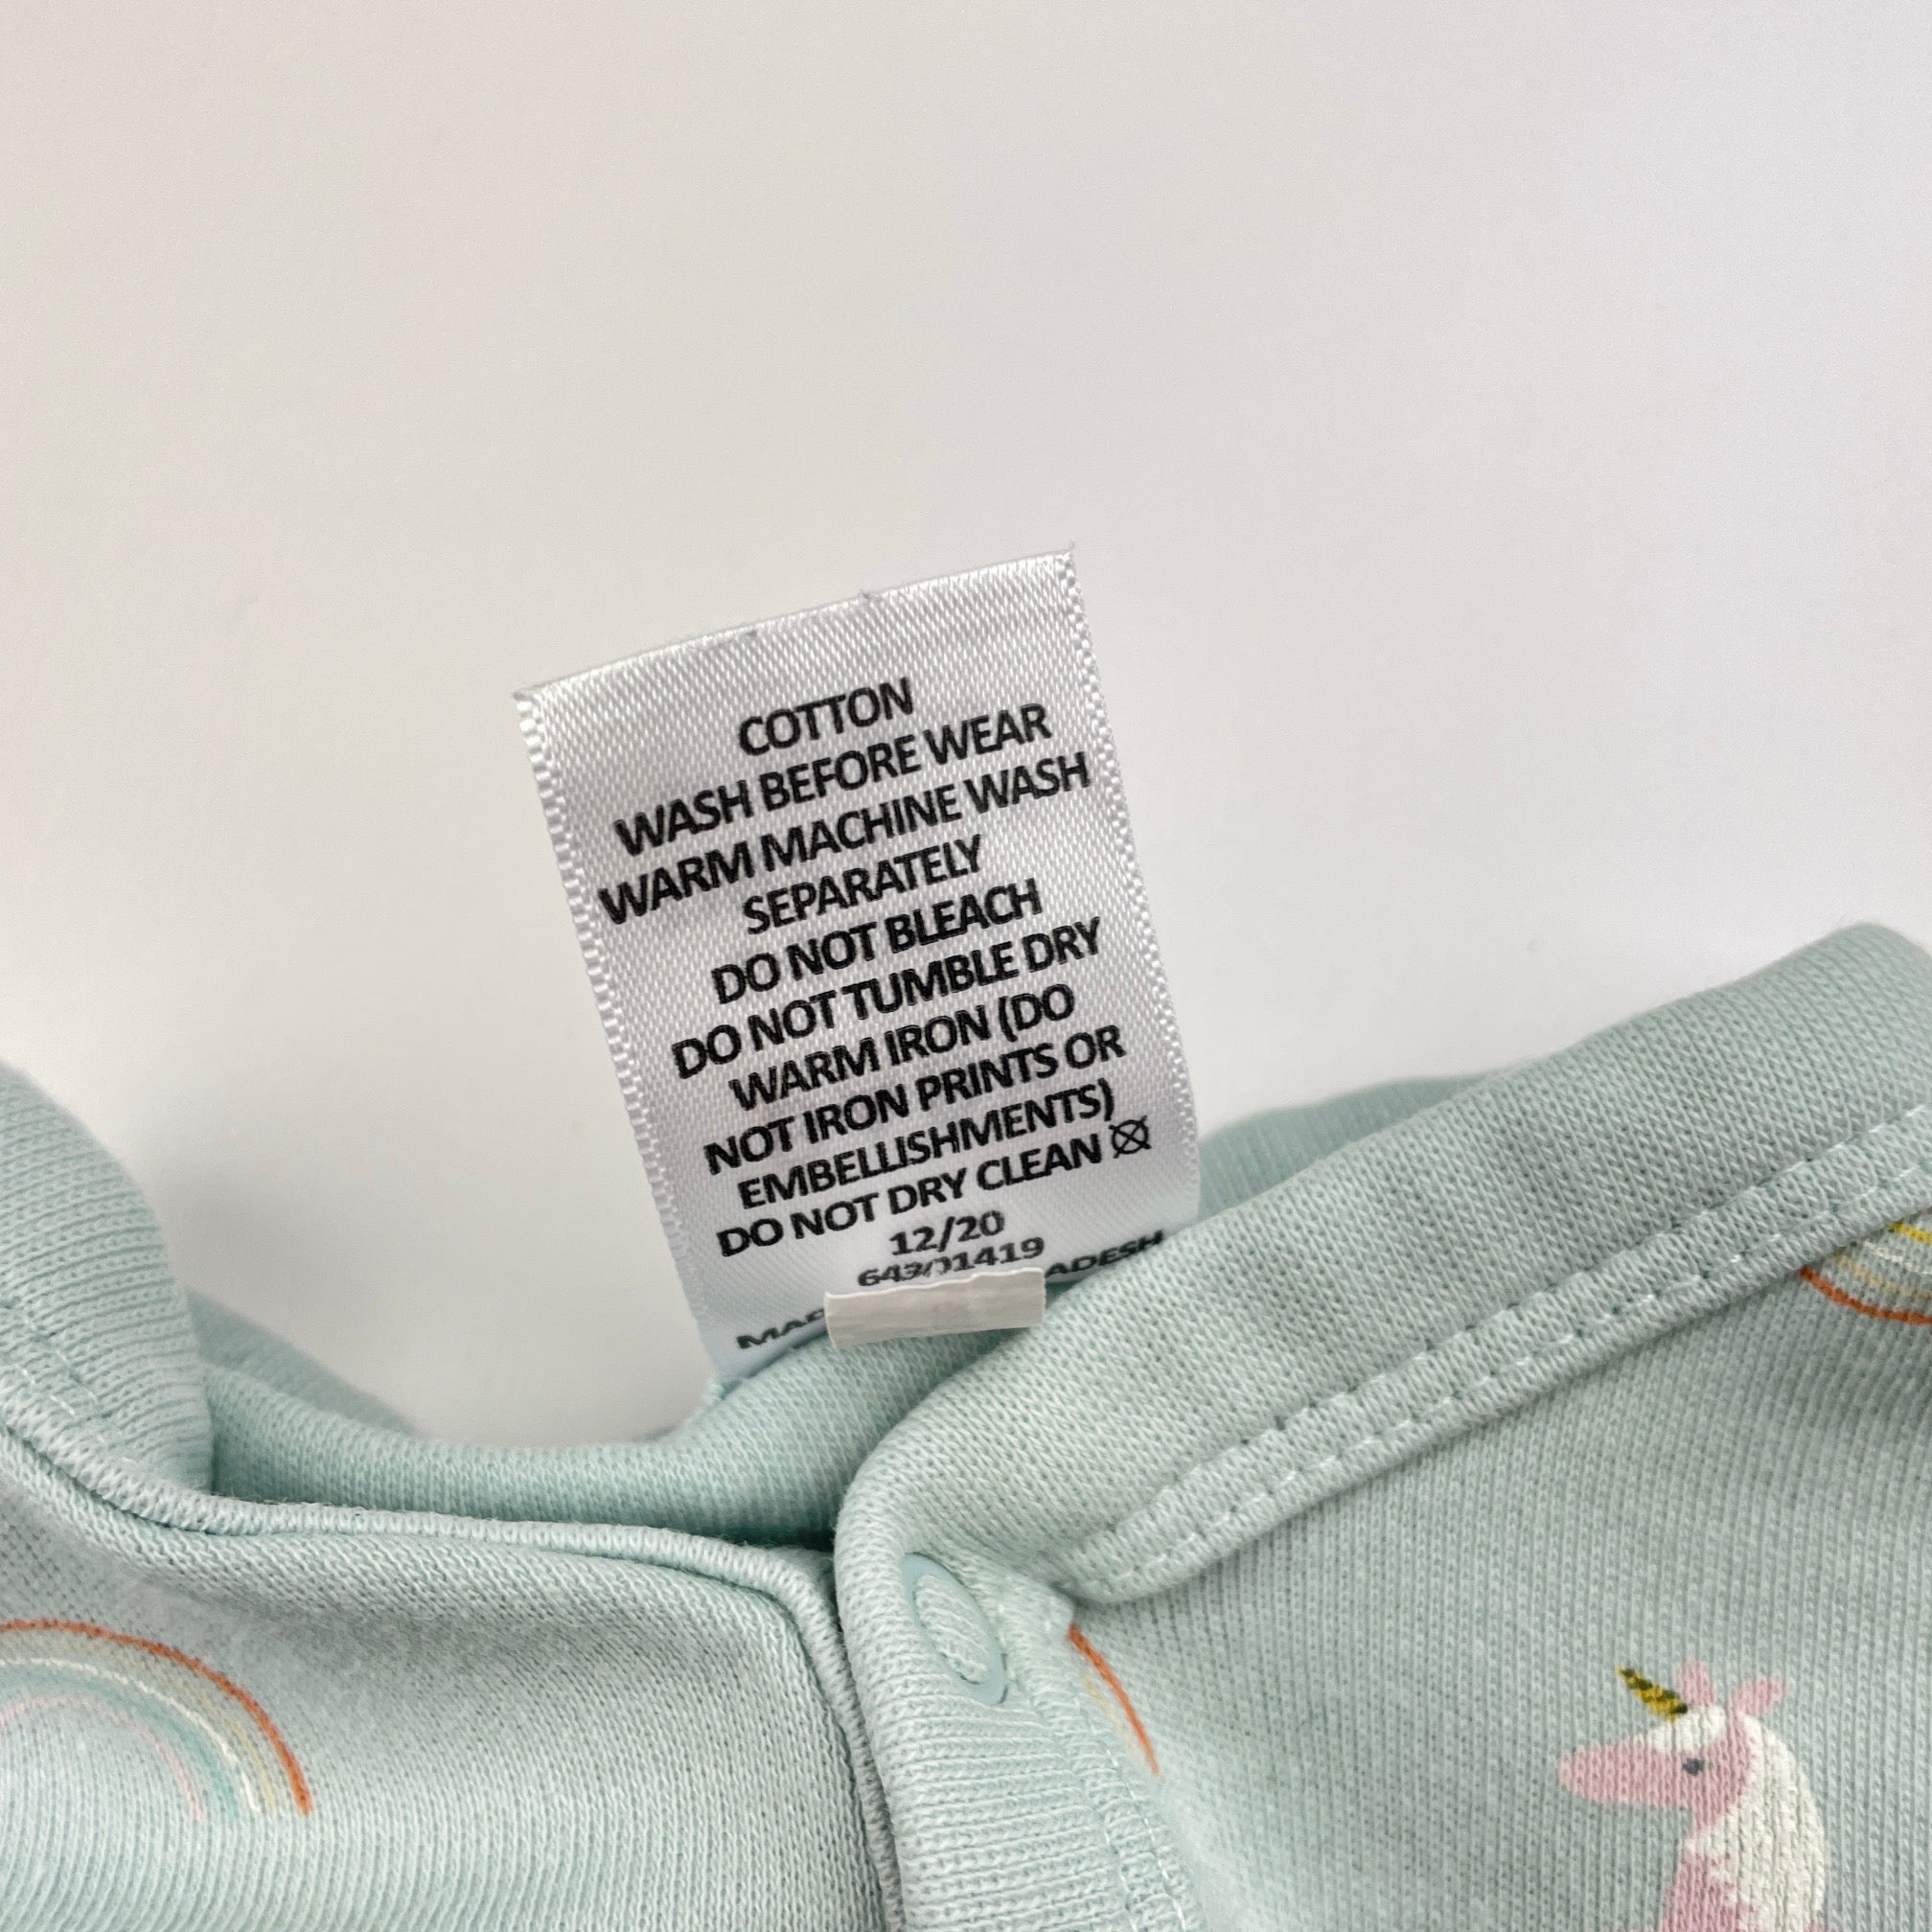 COTTON
WASH BEFORE WEAR
WARM MACHINE WASH
SEPARATELY
DO NOT BLEACH
DO NOT TUMBLE DRY
WARM IRON (DO
NOT IRON PRINTS OR
EMBELLISHMENTS)
DO NOT DRY CLEAN
12/20